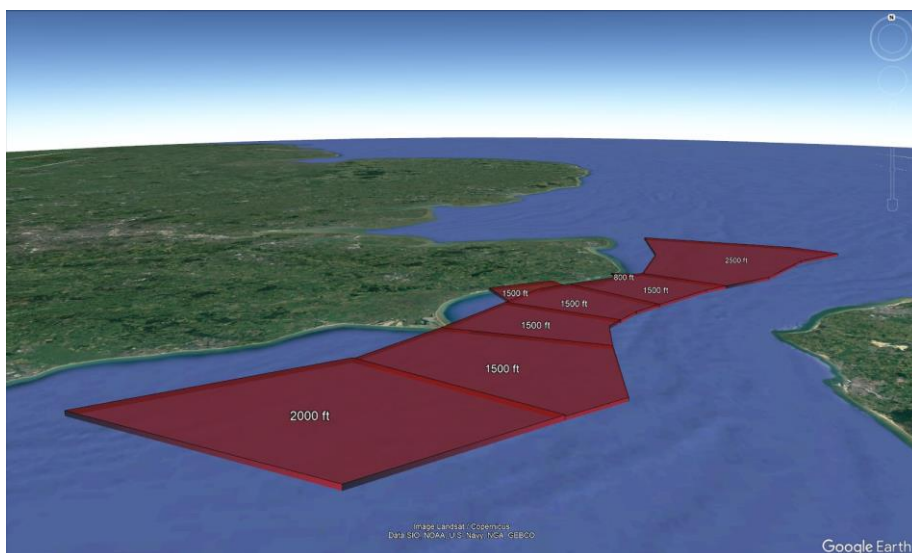 N
2500 ft
800 ft
1500 ft
1500 ft
1500 ft
1500 ft
1500 ft
2000 ft
Image Landsat / Copernicus
Data SIO, NOAA, U.S. Navy, NGA, GEBCO
Google Earth